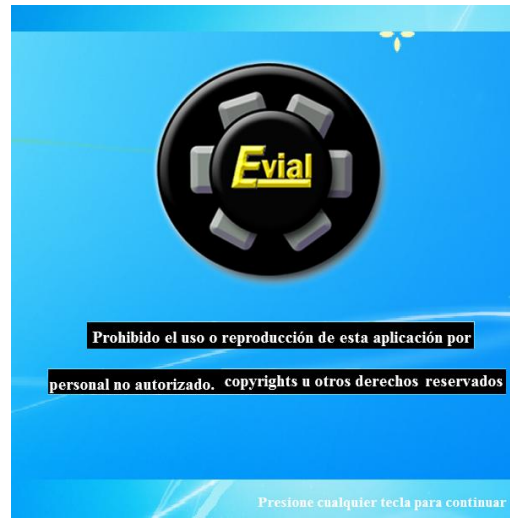 Evial
Prohibido el uso o reproducción de esta aplicación por
personal no autorizado. copyrights u otros derechos reservados
Presione cualquier tecla para continuar